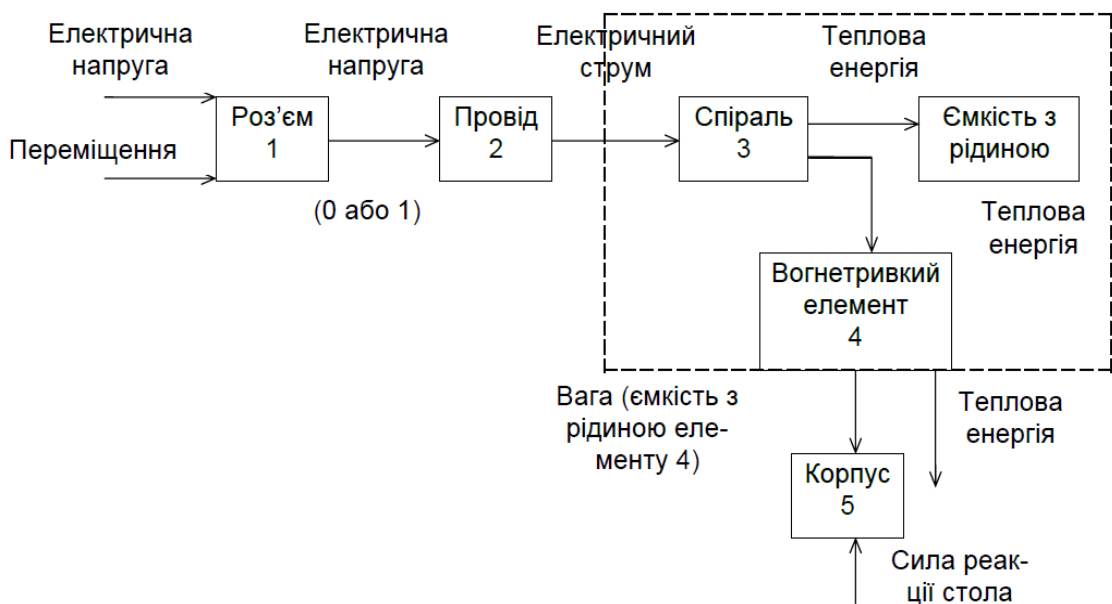 Електрична
напруга
Електрична
напруга
Електричний
струм
Теплова
енергія
Переміщення
Роз’єм
1
Провід
2
Спіраль
3
Ємкість з
рідиною
(0 або 1)
Теплова
енергія
Вогнетривкий
елемент
4
Вага (ємкість з
рідиною еле-
менту 4)
Теплова
енергія
Корпус
5
Сила реак-
ції стола